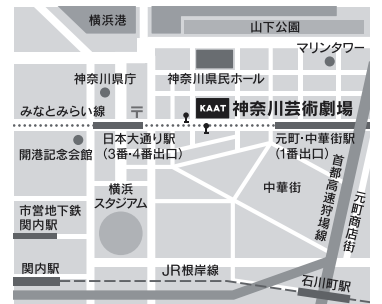 横浜港
山下公園
マリンタワー
神奈川県庁
神奈川県民ホール
KAAT 神奈川芸術劇場
みなとみらい線
〒
日本大通り駅
(3番・4番出口)
元町・中華街駅
(1番出口)
開港記念会館
横浜
スタジアム
中華街
首都高速狩場線
元町商店街
市営地下鉄
関内駅
関内駅
JR根岸線
石川町駅